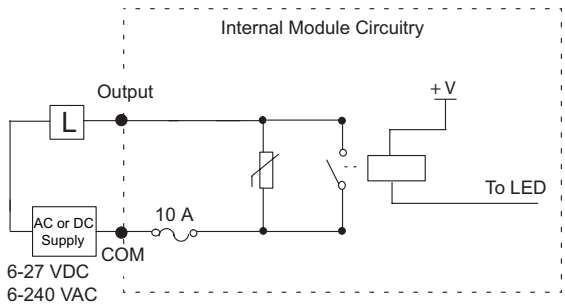 Internal Module Circuitry
Output
+V
L
To LED
10 A
AC or DC
Supply
COM
6-27 VDC
6-240 VAC